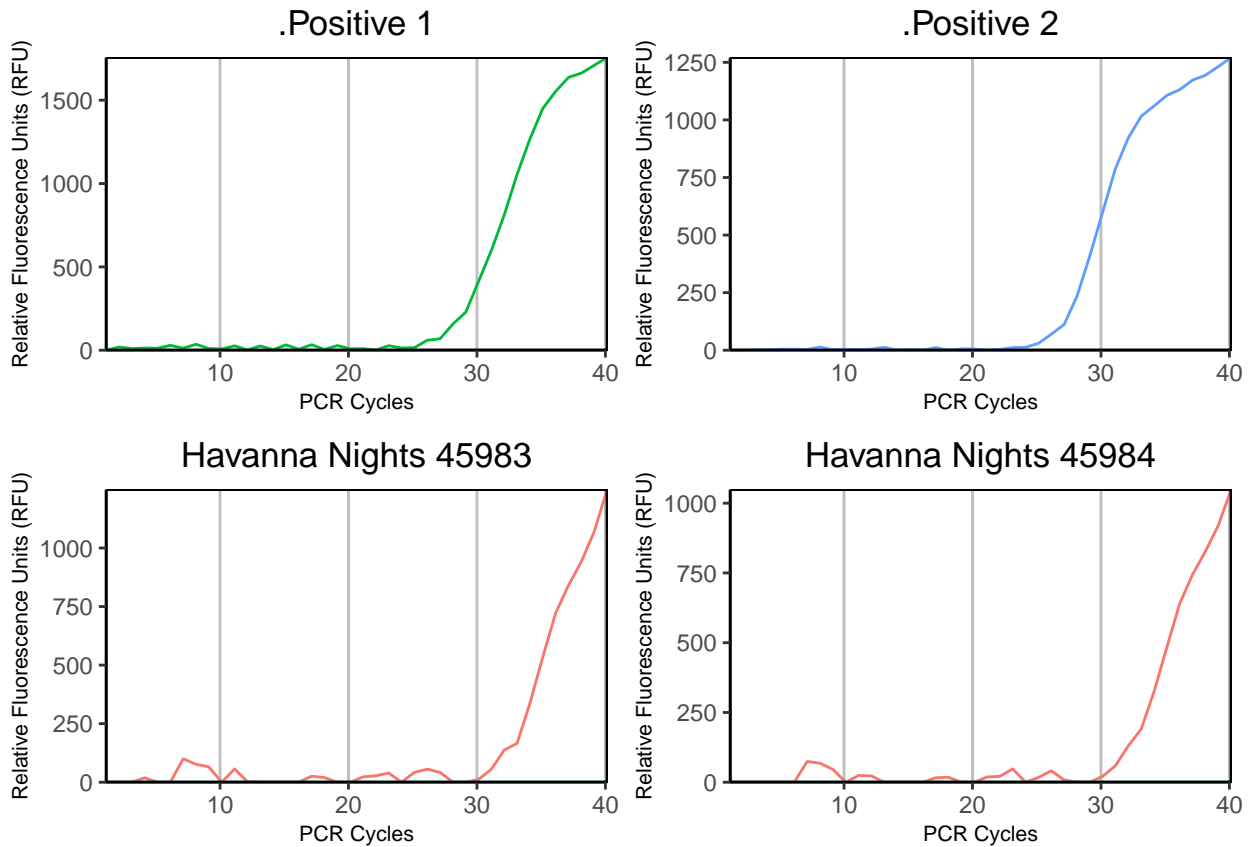 .Positive 1
Relative Fluorescence Units (RFU)
1500
1000
500
0
10 20 30 40
PCR Cycles
.Positive 2
Relative Fluorescence Units (RFU)
1250
1000
750
500
250
0
10 20 30 40
PCR Cycles
Havanna Nights 45983
Relative Fluorescence Units (RFU)
1000
750
500
250
0
10 20 30 40
PCR Cycles
Havanna Nights 45984
Relative Fluorescence Units (RFU)
1000
750
500
250
0
10 20 30 40
PCR Cycles